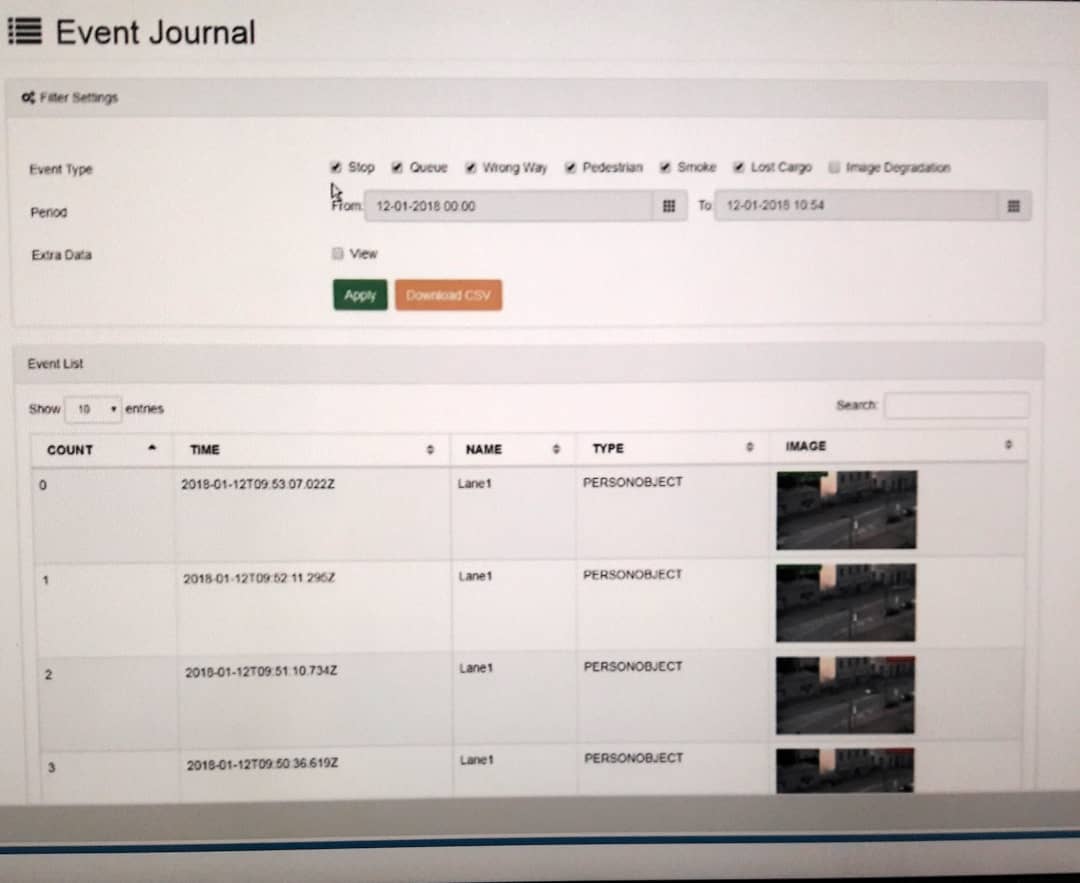 Event Journal
Filter Settings
Event Type Stop Queue Wrong Way Pedestrian Smoke Lost Cargo Image Degradation
Period From: 12-01-2018 00:00 To: 12-01-2018 10:54
Extra Data View
Apply Download CSV
Event List
Show 10 entries Search:
COUNT TIME NAME TYPE IMAGE
0 2018-01-12T09:53:07.022Z Lane1 PERSONOBJECT
1 2018-01-12T09:52:11.295Z Lane1 PERSONOBJECT
2 2018-01-12T09:51:10.734Z Lane1 PERSONOBJECT
3 2018-01-12T09:50:36.619Z Lane1 PERSONOBJECT